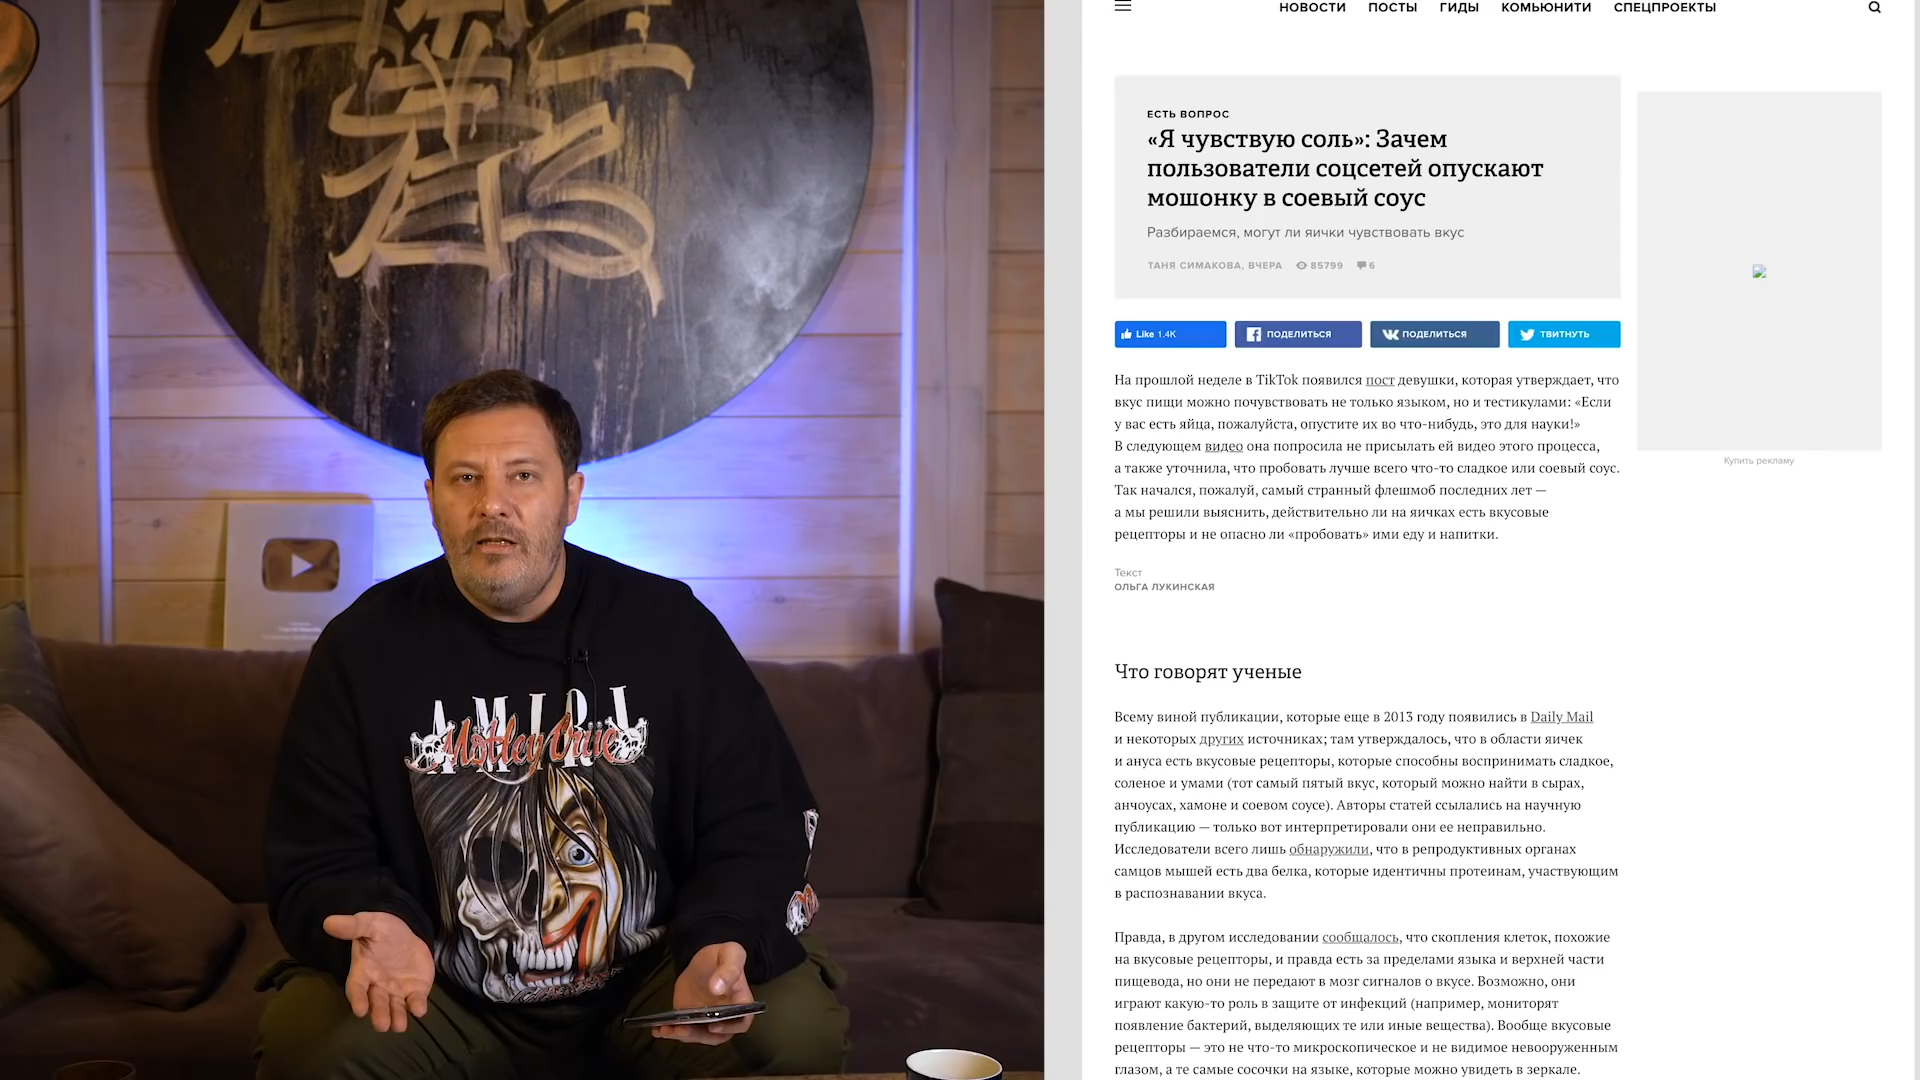 AMIRI
Mötley Crüe
НОВОСТИ ПОСТЫ ГИДЫ КОМЬЮНИТИ СПЕЦПРОЕКТЫ
ЕСТЬ ВОПРОС
«Я чувствую соль»: Зачем
пользователи соцсетей опускают
мошонку в соевый соус
Разбираемся, могут ли яички чувствовать вкус
ТАНЯ СИМАКОВА, ВЧЕРА 85799 6
Like 1.4K ПОДЕЛИТЬСЯ ПОДЕЛИТЬСЯ ТВИТНУТЬ
Купить рекламу
На прошлой неделе в TikTok появился пост девушки, которая утверждает, что
вкус пищи можно почувствовать не только языком, но и тестикулами: «Если
у вас есть яйца, пожалуйста, опустите их во что-нибудь, это для науки!»
В следующем видео она попросила не присылать ей видео этого процесса,
а также уточнила, что пробовать лучше всего что-то сладкое или соевый соус.
Так начался, пожалуй, самый странный флешмоб последних лет —
а мы решили выяснить, действительно ли на яичках есть вкусовые
рецепторы и не опасно ли «пробовать» ими еду и напитки.
Текст
ОЛЬГА ЛУКИНСКАЯ
Что говорят ученые
Всему виной публикации, которые еще в 2013 году появились в Daily Mail
и некоторых других источниках; там утверждалось, что в области яичек
и ануса есть вкусовые рецепторы, которые способны воспринимать сладкое,
соленое и умами (тот самый пятый вкус, который можно найти в сырах,
анчоусах, хамоне и соевом соусе). Авторы статей ссылались на научную
публикацию — только вот интерпретировали они ее неправильно.
Исследователи всего лишь обнаружили, что в репродуктивных органах
самцов мышей есть два белка, которые идентичны протеинам, участвующим
в распознавании вкуса.
Правда, в другом исследовании сообщалось, что скопления клеток, похожие
на вкусовые рецепторы, и правда есть за пределами языка и верхней части
пищевода, но они не передают в мозг сигналов о вкусе. Возможно, они
играют какую-то роль в защите от инфекций (например, мониторят
появление бактерий, выделяющих те или иные вещества). Вообще вкусовые
рецепторы — это не что-то микроскопическое и не видимое невооруженным
глазом, а те самые сосочки на языке, которые можно увидеть в зеркале.